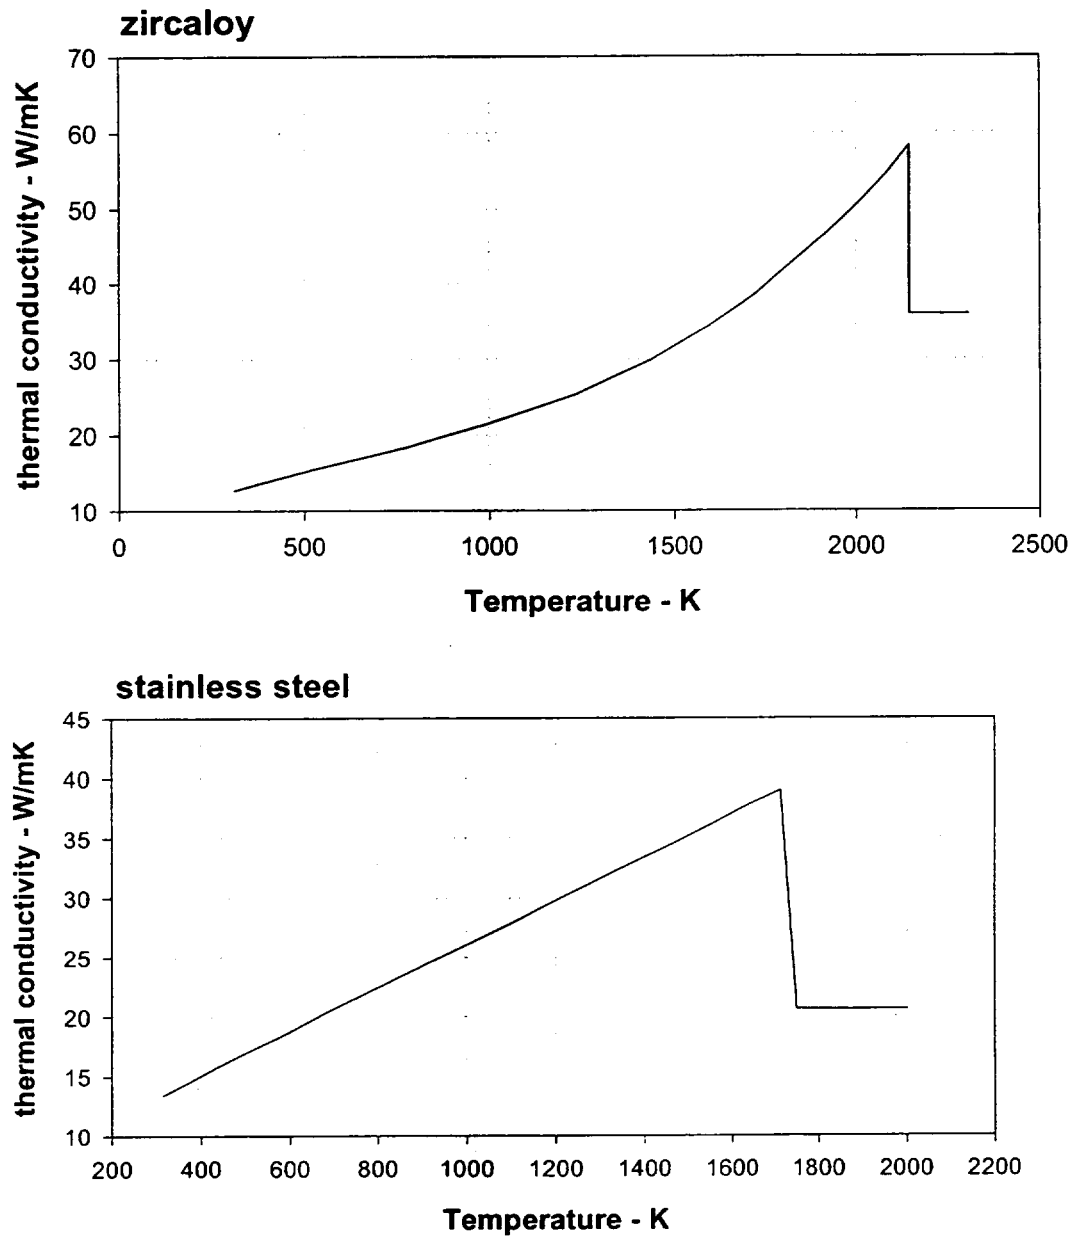 zircaloy
70
60
50
40
30
20
10
thermal conductivity - W/mK
0 500 1000 1500 2000 2500
Temperature - K
stainless steel
45
40
35
30
25
20
15
10
thermal conductivity - W/mK
200 400 600 800 1000 1200 1400 1600 1800 2000 2200
Temperature - K